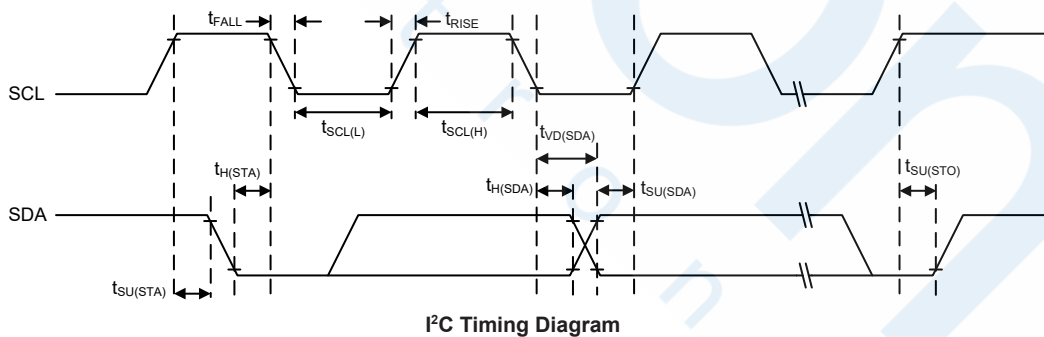 tFALL
tRISE
SCL
tSCL(L)
tSCL(H)
tVD(SDA)
tH(STA)
tH(SDA)
tSU(SDA)
tSU(STO)
SDA
tSU(STA)
I²C Timing Diagram